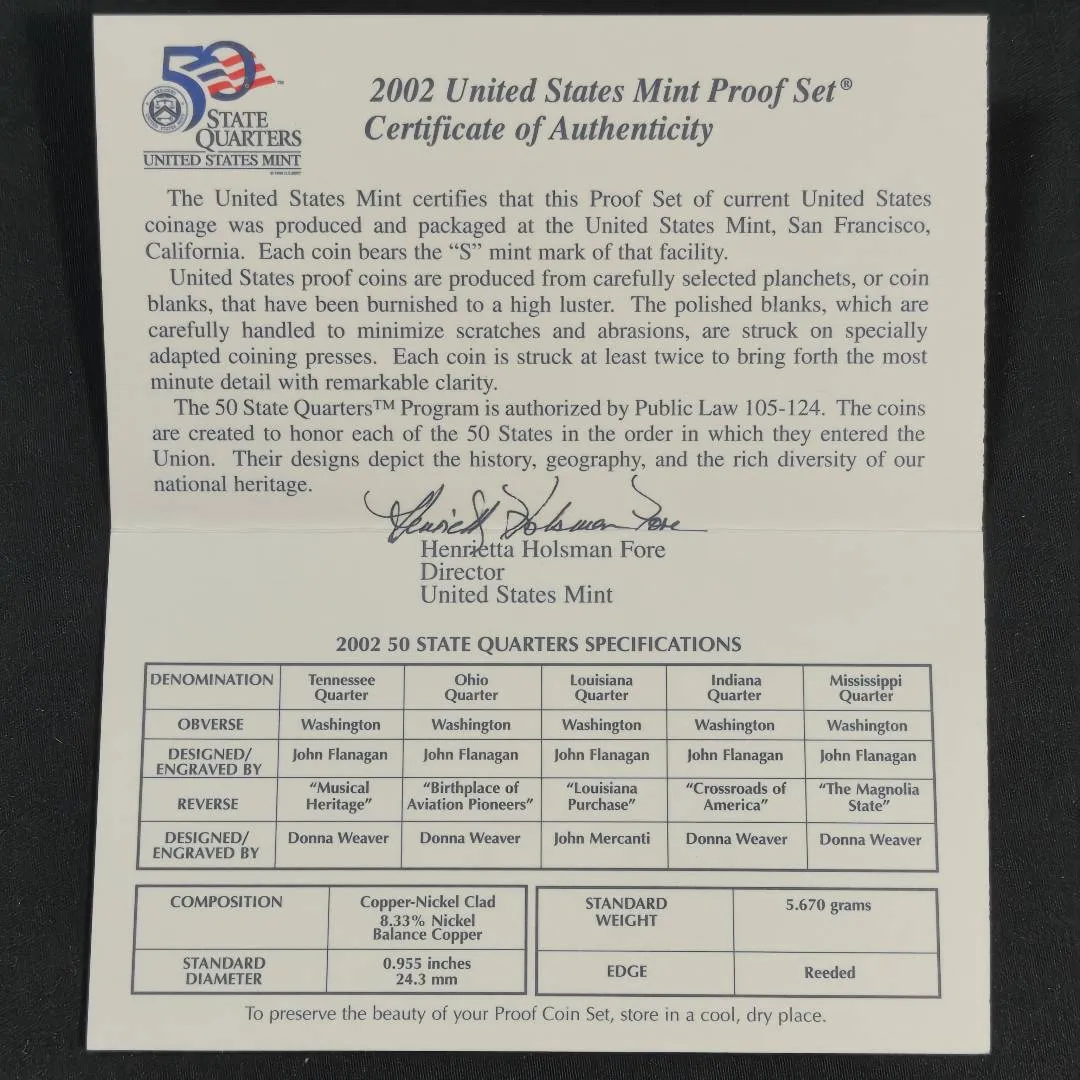 50
STATE
QUARTERS
UNITED STATES MINT
2002 United States Mint Proof Set®
Certificate of Authenticity
The United States Mint certifies that this Proof Set of current United States
coinage was produced and packaged at the United States Mint, San Francisco,
California. Each coin bears the “S” mint mark of that facility.
United States proof coins are produced from carefully selected planchets, or coin
blanks, that have been burnished to a high luster. The polished blanks, which are
carefully handled to minimize scratches and abrasions, are struck on specially
adapted coining presses. Each coin is struck at least twice to bring forth the most
minute detail with remarkable clarity.
The 50 State Quarters™ Program is authorized by Public Law 105-124. The coins
are created to honor each of the 50 States in the order in which they entered the
Union. Their designs depict the history, geography, and the rich diversity of our
national heritage.
Henrietta Holsman Fore
Henrietta Holsman Fore
Director
United States Mint
2002 50 STATE QUARTERS SPECIFICATIONS
DENOMINATION Tennessee Quarter Ohio Quarter Louisiana Quarter Indiana Quarter Mississippi Quarter
OBVERSE Washington Washington Washington Washington Washington
DESIGNED/ ENGRAVED BY John Flanagan John Flanagan John Flanagan John Flanagan John Flanagan
REVERSE “Musical Heritage” “Birthplace of Aviation Pioneers” “Louisiana Purchase” “Crossroads of America” “The Magnolia State”
DESIGNED/ ENGRAVED BY Donna Weaver Donna Weaver John Mercanti Donna Weaver Donna Weaver
COMPOSITION Copper-Nickel Clad 8.33% Nickel Balance Copper
STANDARD DIAMETER 0.955 inches 24.3 mm
STANDARD WEIGHT 5.670 grams
EDGE Reeded
To preserve the beauty of your Proof Coin Set, store in a cool, dry place.